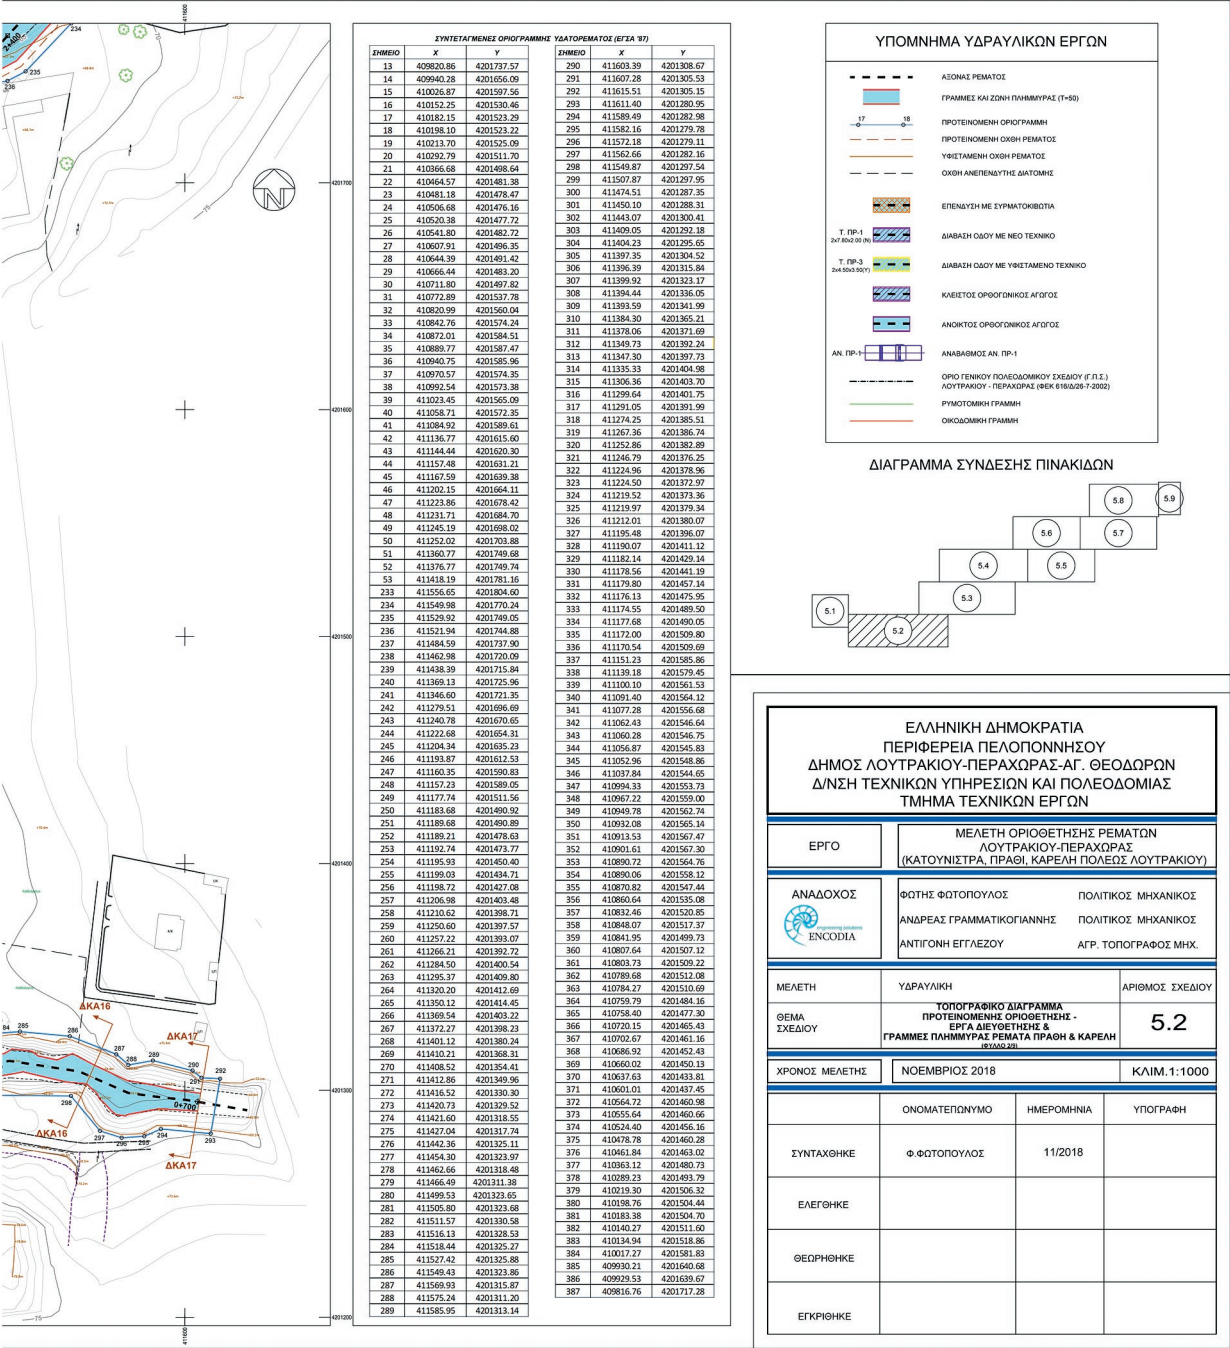 ΣΥΝΤΕΤΑΓΜΕΝΕΣ ΟΡΙΟΓΡΑΜΜΗΣ ΥΔΑΤΟΡΕΜΑΤΟΣ (ΕΓΣΑ '87)
ΣΗΜΕΙΟ X Y
13 409820.86 4201737.57
14 409940.28 4201656.09
15 410026.87 4201597.56
16 410152.25 4201530.46
17 410182.15 4201523.29
18 410198.10 4201523.22
19 410213.70 4201525.09
20 410292.79 4201511.70
21 410366.68 4201498.64
22 410464.57 4201481.38
23 410481.18 4201478.47
24 410506.68 4201476.16
25 410520.38 4201477.72
26 410541.80 4201482.72
27 410607.91 4201496.35
28 410644.39 4201491.42
29 410666.44 4201483.20
30 410711.80 4201497.82
31 410772.89 4201537.78
32 410820.99 4201560.04
33 410842.76 4201574.24
34 410872.01 4201584.51
35 410889.77 4201587.47
36 410940.75 4201585.96
37 410970.57 4201574.35
38 410992.54 4201573.38
39 411023.45 4201565.09
40 411058.71 4201572.35
41 411084.92 4201589.61
42 411136.77 4201615.60
43 411144.44 4201620.30
44 411157.48 4201631.21
45 411167.59 4201639.38
46 411202.15 4201664.11
47 411223.86 4201678.42
48 411231.71 4201684.70
49 411245.19 4201698.02
50 411252.02 4201703.88
51 411360.77 4201749.68
52 411376.77 4201749.74
53 411418.19 4201781.16
233 411556.65 4201804.60
234 411549.98 4201770.24
235 411529.92 4201749.05
236 411521.94 4201744.88
237 411484.59 4201737.90
238 411462.98 4201720.09
239 411438.39 4201715.84
240 411369.13 4201725.96
241 411346.60 4201721.35
242 411279.51 4201696.69
243 411240.78 4201670.65
244 411222.68 4201654.31
245 411204.34 4201635.23
246 411193.87 4201612.53
247 411160.35 4201590.83
248 411157.23 4201589.05
249 411177.74 4201511.56
250 411183.68 4201490.92
251 411189.68 4201490.89
252 411189.21 4201478.63
253 411192.74 4201473.77
254 411195.93 4201450.40
255 411199.03 4201434.71
256 411198.72 4201427.08
257 411206.98 4201403.48
258 411210.62 4201398.71
259 411250.60 4201397.57
260 411257.22 4201393.07
261 411266.21 4201392.72
262 411284.50 4201400.54
263 411295.37 4201409.80
264 411320.20 4201412.69
265 411350.12 4201414.45
266 411369.54 4201403.22
267 411372.27 4201398.23
268 411401.12 4201380.24
269 411410.21 4201368.31
270 411408.52 4201354.41
271 411412.86 4201349.96
272 411416.52 4201330.30
273 411420.73 4201329.52
274 411421.60 4201318.55
275 411427.04 4201317.74
276 411442.36 4201325.11
277 411454.30 4201323.97
278 411462.66 4201318.48
279 411466.49 4201311.38
280 411499.53 4201323.65
281 411505.80 4201323.68
282 411511.57 4201330.58
283 411516.13 4201328.53
284 411518.44 4201325.27
285 411527.42 4201325.88
286 411549.43 4201323.86
287 411569.93 4201315.87
288 411575.24 4201311.20
289 411585.95 4201313.14
ΣΗΜΕΙΟ X Y
290 411603.39 4201308.67
291 411607.28 4201305.53
292 411615.51 4201305.15
293 411611.40 4201280.95
294 411589.49 4201282.98
295 411582.16 4201279.78
296 411572.18 4201279.11
297 411562.66 4201282.16
298 411549.87 4201297.54
299 411507.87 4201297.95
300 411474.51 4201287.35
301 411450.10 4201288.31
302 411443.07 4201300.41
303 411409.05 4201292.18
304 411404.23 4201295.65
305 411397.35 4201304.52
306 411396.39 4201315.84
307 411399.92 4201323.17
308 411394.44 4201336.05
309 411393.59 4201341.99
310 411384.30 4201365.21
311 411378.06 4201371.69
312 411349.73 4201392.24
313 411347.30 4201397.73
314 411335.33 4201404.98
315 411306.36 4201403.70
316 411299.64 4201401.75
317 411291.05 4201391.99
318 411274.25 4201385.51
319 411267.36 4201386.74
320 411252.86 4201382.89
321 411246.79 4201376.25
322 411224.96 4201378.96
323 411224.50 4201372.97
324 411219.52 4201373.36
325 411219.97 4201379.34
326 411212.01 4201380.07
327 411195.48 4201396.07
328 411190.07 4201411.12
329 411182.14 4201429.14
330 411178.56 4201441.19
331 411179.80 4201457.14
332 411176.13 4201475.95
333 411174.55 4201489.50
334 411177.68 4201490.05
335 411172.00 4201509.80
336 411170.54 4201509.69
337 411151.23 4201585.86
338 411139.18 4201579.45
339 411100.10 4201561.53
340 411091.40 4201564.12
341 411077.28 4201556.68
342 411062.43 4201546.64
343 411060.28 4201546.75
344 411056.87 4201545.83
345 411052.96 4201548.86
346 411037.84 4201544.65
347 410994.33 4201553.73
348 410967.22 4201559.00
349 410949.78 4201562.74
350 410932.08 4201565.14
351 410913.53 4201567.47
352 410901.61 4201567.30
353 410890.72 4201564.76
354 410890.06 4201558.12
355 410870.82 4201547.44
356 410860.64 4201535.08
357 410832.46 4201520.85
358 410848.07 4201517.37
359 410841.95 4201499.73
360 410807.64 4201507.12
361 410803.73 4201509.22
362 410789.68 4201512.08
363 410784.27 4201510.69
364 410759.79 4201484.16
365 410758.40 4201477.30
366 410720.15 4201465.43
367 410702.67 4201461.16
368 410686.92 4201452.43
369 410660.02 4201450.13
370 410637.63 4201433.81
371 410601.01 4201437.45
372 410564.72 4201460.98
373 410555.64 4201460.66
374 410524.40 4201456.16
375 410478.78 4201460.28
376 410461.84 4201463.02
377 410363.12 4201480.73
378 410289.23 4201493.79
379 410219.30 4201506.32
380 410198.76 4201504.44
381 410183.38 4201504.70
382 410140.27 4201511.60
383 410134.94 4201518.86
384 410017.27 4201581.83
385 409930.21 4201640.68
386 409929.53 4201639.67
387 409816.76 4201717.28
411600
234
2+400
235
236
75
N
4201700
4201600
4201500
4201400
4201300
4201200
ΔΚΑ16
ΔΚΑ17
84
285
286
287
288
289
290
291
292
0+700
298
297
296
295
294
293
ΔΚΑ16
ΔΚΑ17
75
411600
ΥΠΟΜΝΗΜΑ ΥΔΡΑΥΛΙΚΩΝ ΕΡΓΩΝ
ΑΞΟΝΑΣ ΡΕΜΑΤΟΣ
ΓΡΑΜΜΕΣ ΚΑΙ ΖΩΝΗ ΠΛΗΜΜΥΡΑΣ (Τ=50)
17 18 ΠΡΟΤΕΙΝΟΜΕΝΗ ΟΡΙΟΓΡΑΜΜΗ
ΠΡΟΤΕΙΝΟΜΕΝΗ ΟΧΘΗ ΡΕΜΑΤΟΣ
ΥΦΙΣΤΑΜΕΝΗ ΟΧΘΗ ΡΕΜΑΤΟΣ
ΟΧΘΗ ΑΝΕΠΕΝΔΥΤΗΣ ΔΙΑΤΟΜΗΣ
ΕΠΕΝΔΥΣΗ ΜΕ ΣΥΡΜΑΤΟΚΙΒΩΤΙΑ
Τ. ΠΡ-1
2x7.80x2.00 (Ν)
ΔΙΑΒΑΣΗ ΟΔΟΥ ΜΕ ΝΕΟ ΤΕΧΝΙΚΟ
Τ. ΠΡ-3
2x4.50x3.50(Υ)
ΔΙΑΒΑΣΗ ΟΔΟΥ ΜΕ ΥΦΙΣΤΑΜΕΝΟ ΤΕΧΝΙΚΟ
ΚΛΕΙΣΤΟΣ ΟΡΘΟΓΩΝΙΚΟΣ ΑΓΩΓΟΣ
ΑΝΟΙΚΤΟΣ ΟΡΘΟΓΩΝΙΚΟΣ ΑΓΩΓΟΣ
ΑΝ. ΠΡ-1 ΑΝΑΒΑΘΜΟΣ ΑΝ. ΠΡ-1
ΟΡΙΟ ΓΕΝΙΚΟΥ ΠΟΛΕΟΔΟΜΙΚΟΥ ΣΧΕΔΙΟΥ (Γ.Π.Σ.)
ΛΟΥΤΡΑΚΙΟΥ - ΠΕΡΑΧΩΡΑΣ (ΦΕΚ 616/Δ/26-7-2002)
ΡΥΜΟΤΟΜΙΚΗ ΓΡΑΜΜΗ
ΟΙΚΟΔΟΜΙΚΗ ΓΡΑΜΜΗ
ΔΙΑΓΡΑΜΜΑ ΣΥΝΔΕΣΗΣ ΠΙΝΑΚΙΔΩΝ
5.8 5.9
5.6 5.7
5.4 5.5
5.3
5.1
5.2
ΕΛΛΗΝΙΚΗ ΔΗΜΟΚΡΑΤΙΑ
ΠΕΡΙΦΕΡΕΙΑ ΠΕΛΟΠΟΝΝΗΣΟΥ
ΔΗΜΟΣ ΛΟΥΤΡΑΚΙΟΥ-ΠΕΡΑΧΩΡΑΣ-ΑΓ. ΘΕΟΔΩΡΩΝ
Δ/ΝΣΗ ΤΕΧΝΙΚΩΝ ΥΠΗΡΕΣΙΩΝ ΚΑΙ ΠΟΛΕΟΔΟΜΙΑΣ
ΤΜΗΜΑ ΤΕΧΝΙΚΩΝ ΕΡΓΩΝ
ΕΡΓΟ
ΜΕΛΕΤΗ ΟΡΙΟΘΕΤΗΣΗΣ ΡΕΜΑΤΩΝ
ΛΟΥΤΡΑΚΙΟΥ-ΠΕΡΑΧΩΡΑΣ
(ΚΑΤΟΥΝΙΣΤΡΑ, ΠΡΑΘΙ, ΚΑΡΕΛΗ ΠΟΛΕΩΣ ΛΟΥΤΡΑΚΙΟΥ)
ΑΝΑΔΟΧΟΣ
engineering solutions
ENCODIA
ΦΩΤΗΣ ΦΩΤΟΠΟΥΛΟΣ ΠΟΛΙΤΙΚΟΣ ΜΗΧΑΝΙΚΟΣ
ΑΝΔΡΕΑΣ ΓΡΑΜΜΑΤΙΚΟΓΙΑΝΝΗΣ ΠΟΛΙΤΙΚΟΣ ΜΗΧΑΝΙΚΟΣ
ΑΝΤΙΓΟΝΗ ΕΓΓΛΕΖΟΥ ΑΓΡ. ΤΟΠΟΓΡΑΦΟΣ ΜΗΧ.
ΜΕΛΕΤΗ ΥΔΡΑΥΛΙΚΗ ΑΡΙΘΜΟΣ ΣΧΕΔΙΟΥ
ΘΕΜΑ
ΣΧΕΔΙΟΥ
ΤΟΠΟΓΡΑΦΙΚΟ ΔΙΑΓΡΑΜΜΑ
ΠΡΟΤΕΙΝΟΜΕΝΗΣ ΟΡΙΟΘΕΤΗΣΗΣ -
ΕΡΓΑ ΔΙΕΥΘΕΤΗΣΗΣ &
ΓΡΑΜΜΕΣ ΠΛΗΜΜΥΡΑΣ ΡΕΜΑΤΑ ΠΡΑΘΗ & ΚΑΡΕΛΗ
(ΦΥΛΛΟ 2/9)
5.2
ΧΡΟΝΟΣ ΜΕΛΕΤΗΣ ΝΟΕΜΒΡΙΟΣ 2018 ΚΛΙΜ.1:1000
ΟΝΟΜΑΤΕΠΩΝΥΜΟ ΗΜΕΡΟΜΗΝΙΑ ΥΠΟΓΡΑΦΗ
ΣΥΝΤΑΧΘΗΚΕ Φ.ΦΩΤΟΠΟΥΛΟΣ 11/2018
ΕΛΕΓΘΗΚΕ
ΘΕΩΡΗΘΗΚΕ
ΕΓΚΡΙΘΗΚΕ